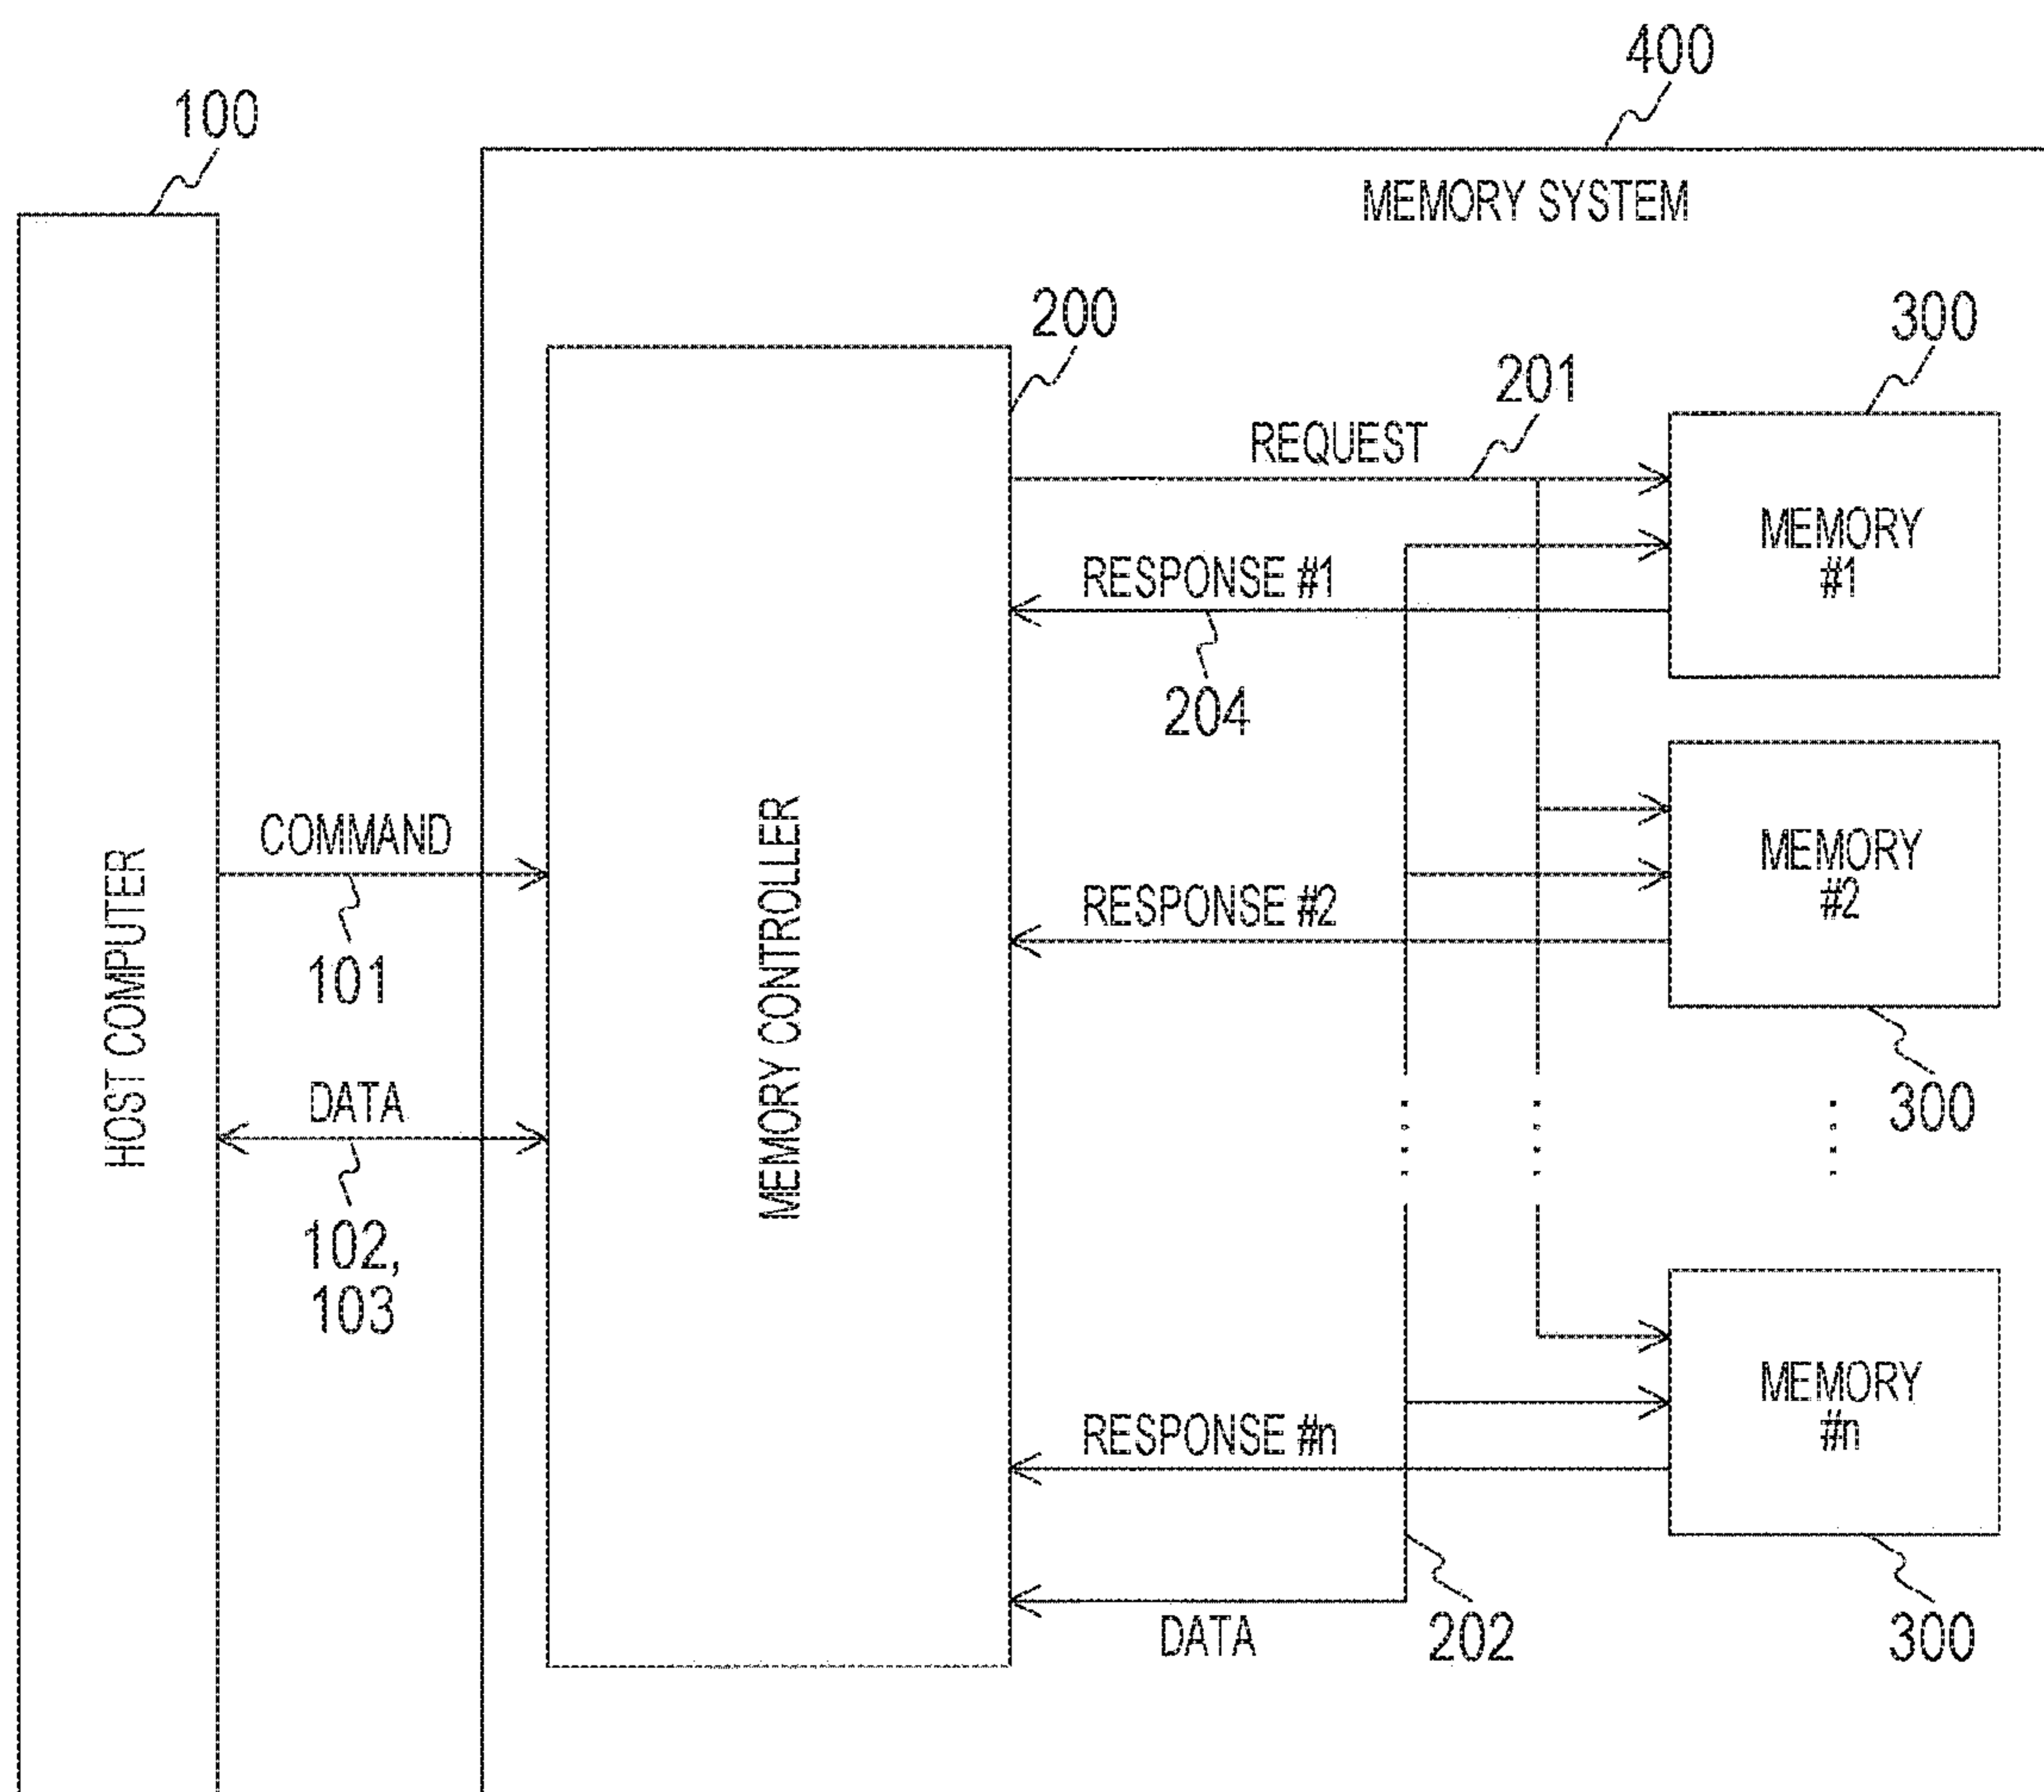 400
100
MEMORY SYSTEM
200
300
201
REQUEST
MEMORY
#1
RESPONSE #1
204
COMMAND
MEMORY
#2
RESPONSE #2
101
HOST COMPUTER
MEMORY CONTROLLER
DATA
300
102,
103
MEMORY
#n
RESPONSE #n
DATA
202
300